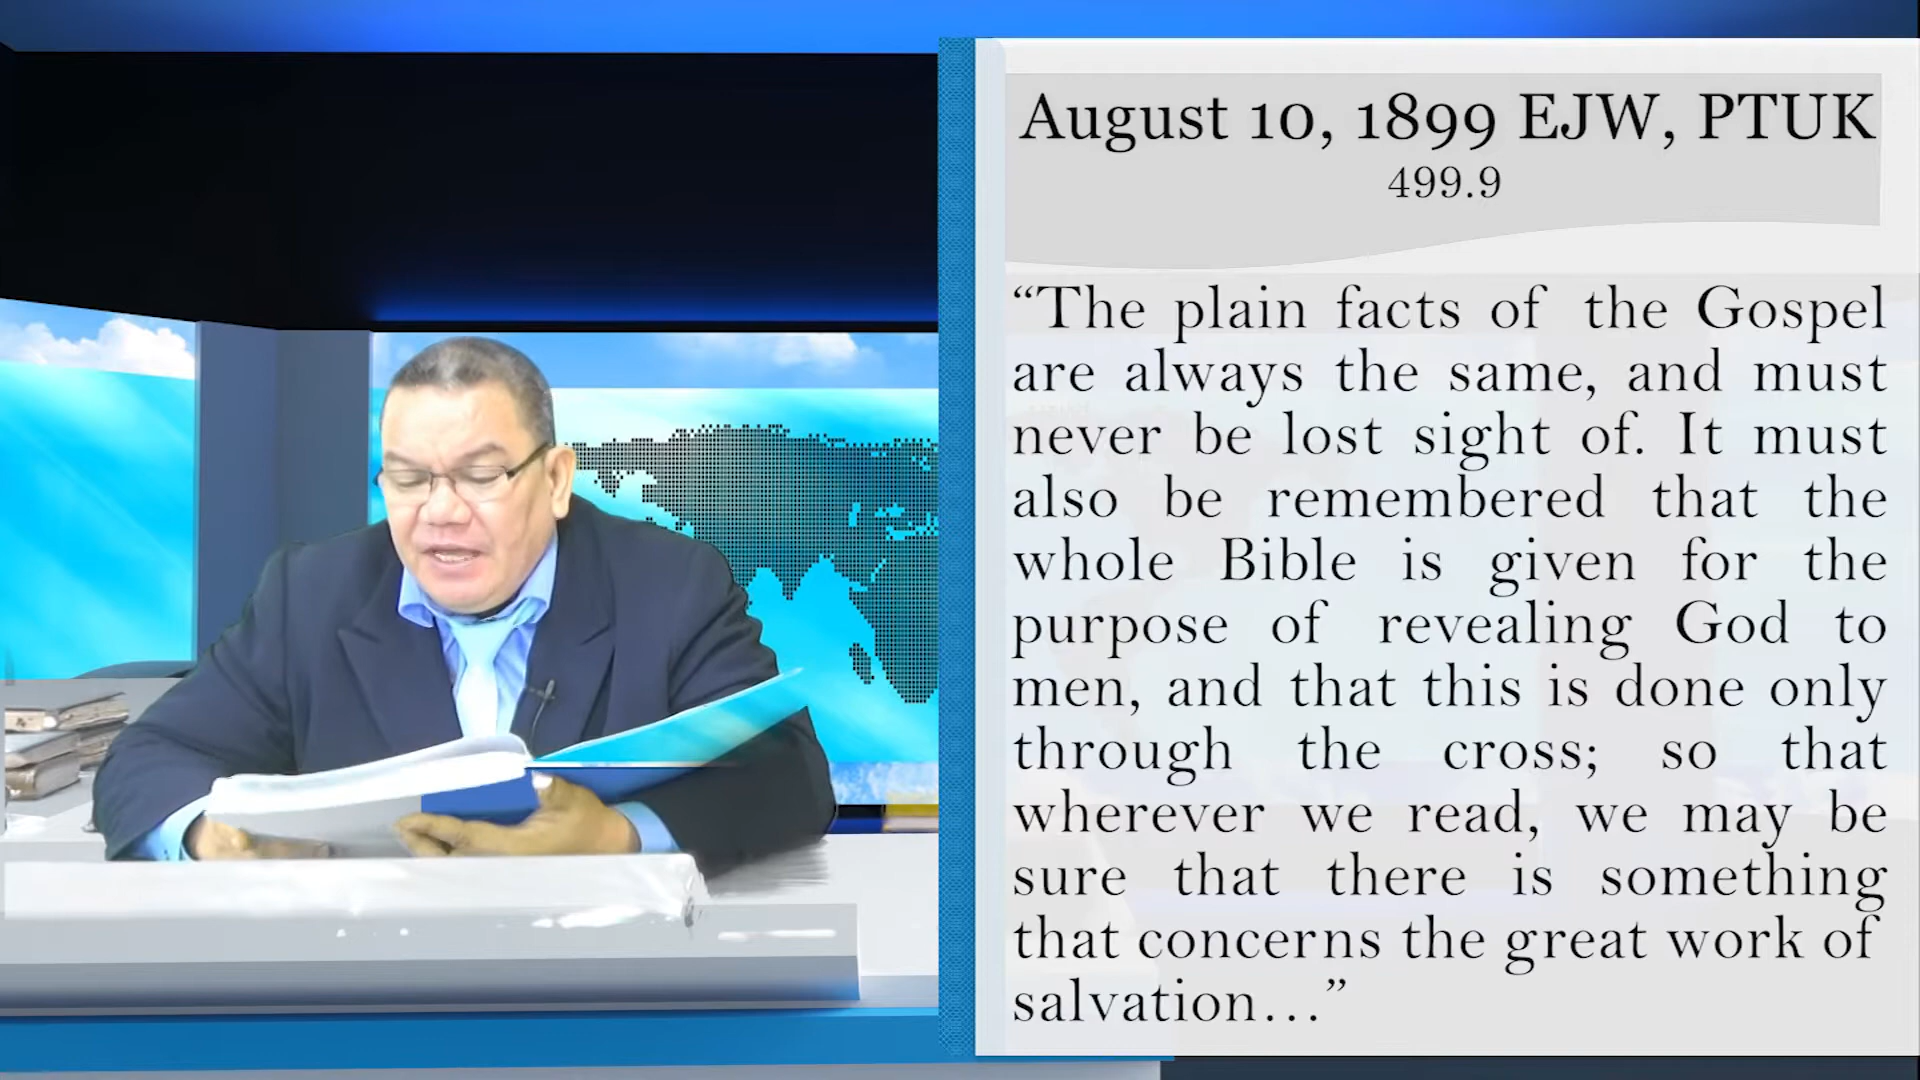 August 10, 1899 EJW, PTUK
499.9
“The plain facts of the Gospel
are always the same, and must
never be lost sight of. It must
also be remembered that the
whole Bible is given for the
purpose of revealing God to
men, and that this is done only
through the cross; so that
wherever we read, we may be
sure that there is something
that concerns the great work of
salvation…”